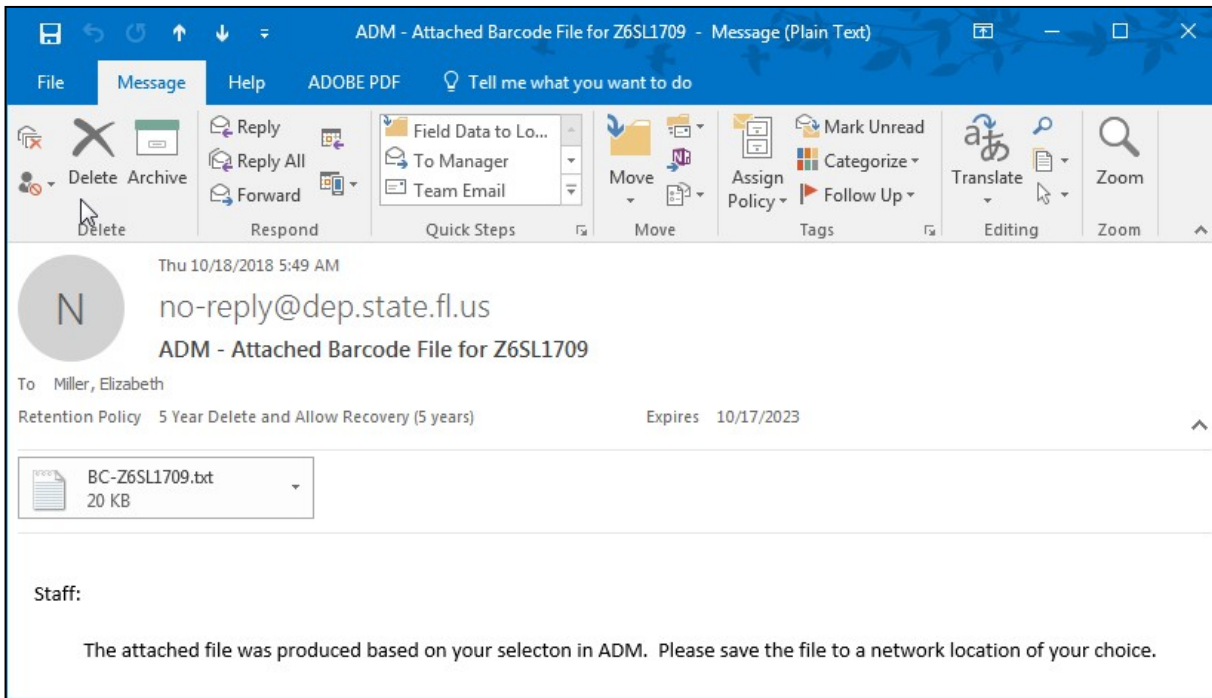 ADM - Attached Barcode File for Z6SL1709 - Message (Plain Text)
File Message Help ADOBE PDF Tell me what you want to do
Delete Archive
Reply
Reply All
Forward
Field Data to Lo...
To Manager
Team Email
Move
Assign Policy
Mark Unread
Categorize
Follow Up
Translate
Zoom
Delete Respond Quick Steps Move Tags Editing Zoom
Thu 10/18/2018 5:49 AM
N
no-reply@dep.state.fl.us
ADM - Attached Barcode File for Z6SL1709
To Miller, Elizabeth
Retention Policy 5 Year Delete and Allow Recovery (5 years) Expires 10/17/2023
BC-Z6SL1709.txt
20 KB
Staff:
The attached file was produced based on your selecton in ADM. Please save the file to a network location of your choice.